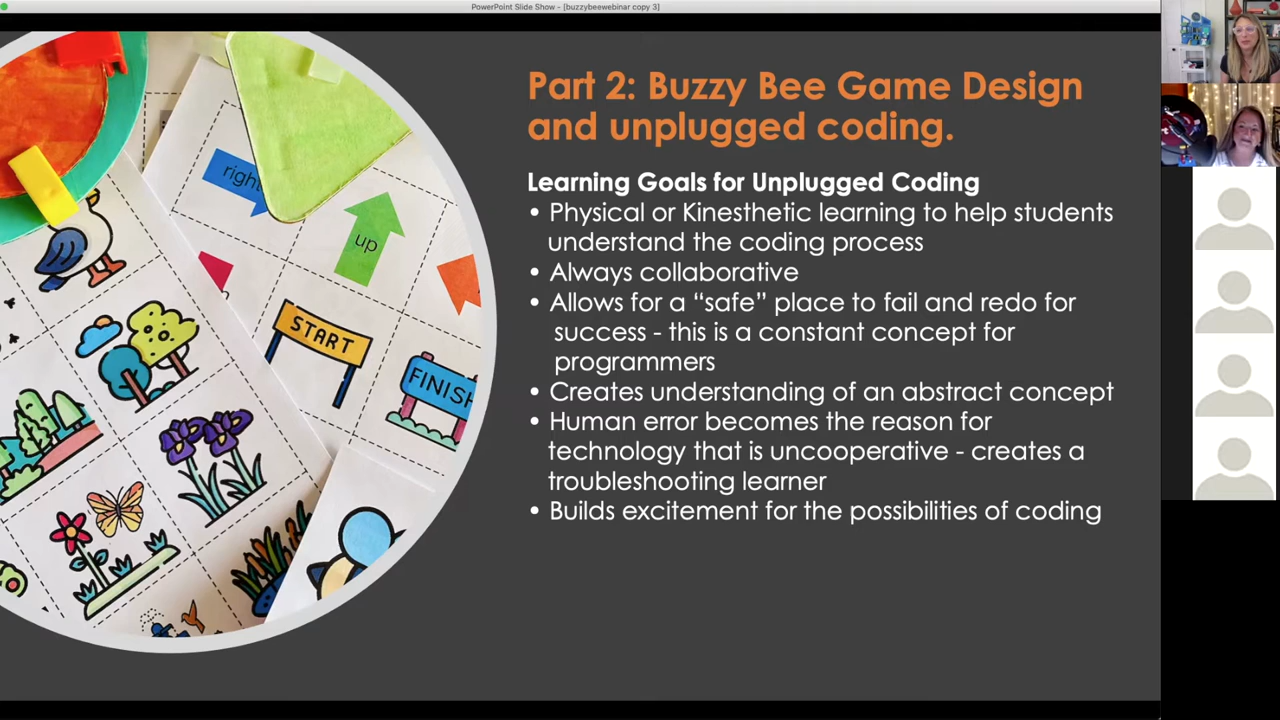 PowerPoint Slide Show - [buzzybeewebinar copy 3]
Part 2: Buzzy Bee Game Design
and unplugged coding.
Learning Goals for Unplugged Coding
• Physical or Kinesthetic learning to help students
understand the coding process
• Always collaborative
• Allows for a “safe” place to fail and redo for
success - this is a constant concept for
programmers
• Creates understanding of an abstract concept
• Human error becomes the reason for
technology that is uncooperative - creates a
troubleshooting learner
• Builds excitement for the possibilities of coding
right
up
START
FINISH